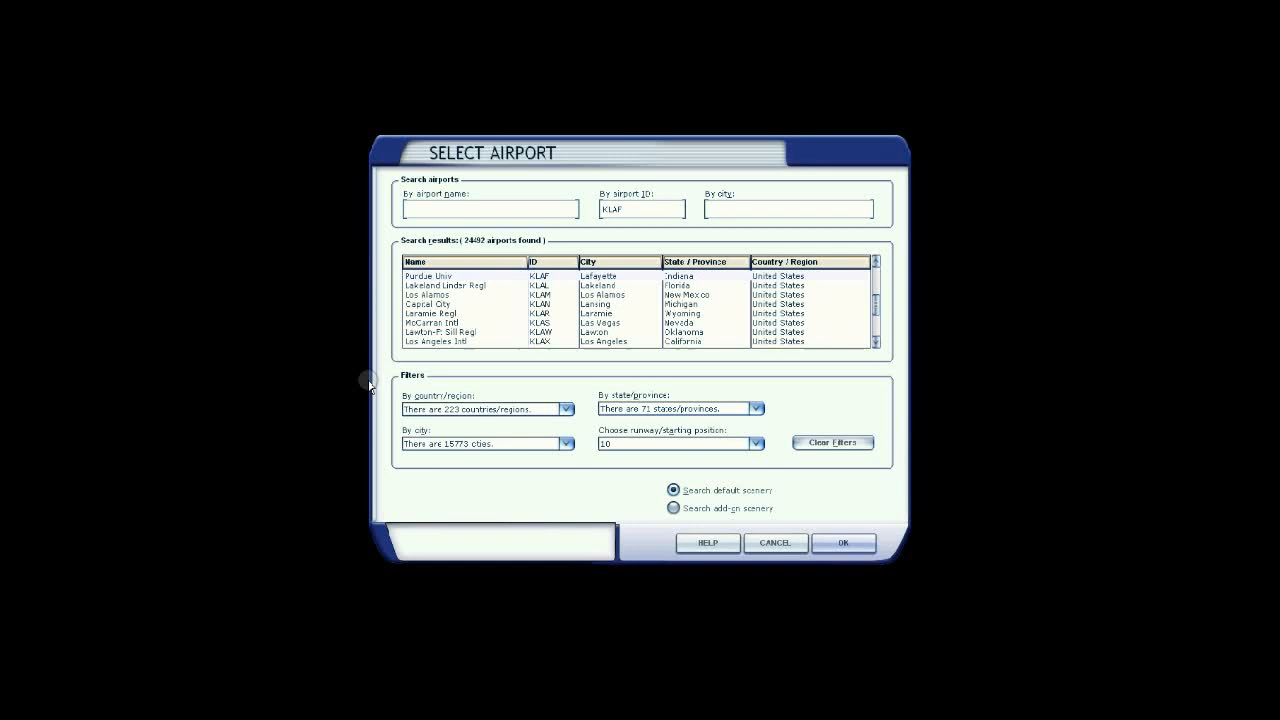 SELECT AIRPORT
Search airports
By airport name: By airport ID: By city:
KLAF
Search results: ( 24492 airports found )
Name ID City State / Province Country / Region
Purdue Univ KLAF Lafayette Indiana United States
Lakeland Linder Regl KLAL Lakeland Florida United States
Los Alamos KLAM Los Alamos New Mexico United States
Capital City KLAN Lansing Michigan United States
Laramie Regl KLAR Laramie Wyoming United States
McCarran Intl KLAS Las Vegas Nevada United States
Lawton-Ft Sill Regl KLAW Lawton Oklahoma United States
Los Angeles Intl KLAX Los Angeles California United States
Filters
By country/region: By state/province:
There are 223 countries/regions. There are 71 states/provinces.
By city: Choose runway/starting position:
There are 15773 cities. 10 Clear Filters
Search default scenery
Search add-on scenery
HELP CANCEL OK